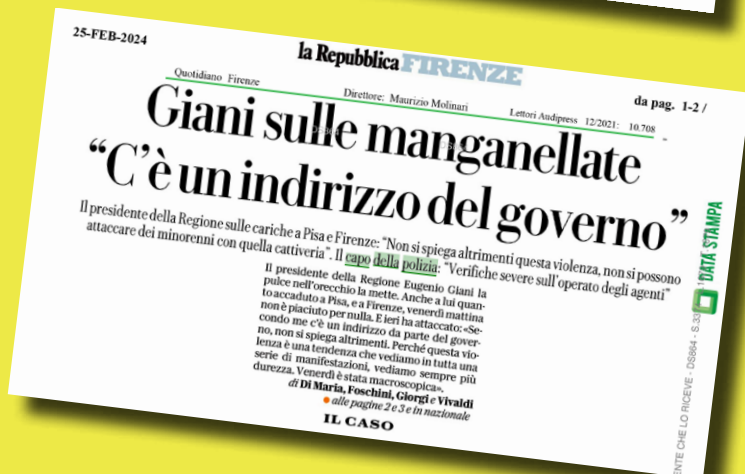 25-FEB-2024
la Repubblica FIRENZE
da pag. 1-2 /
Quotidiano Firenze
Direttore: Maurizio Molinari
Lettori Audipress 12/2021: 10.708
Giani sulle manganellate
“C’è un indirizzo del governo”
Il presidente della Regione sulle cariche a Pisa e Firenze: “Non si spiega altrimenti questa violenza, non si possono
attaccare dei minorenni con quella cattiveria”. Il capo della polizia: “Verifiche severe sull’operato degli agenti”
Il presidente della Regione Eugenio Giani la
pulce nell’orecchio la mette. Anche a lui quan-
to accaduto a Pisa, e a Firenze, venerdì mattina
non è piaciuto per nulla. E ieri ha attaccato: «Se-
condo me c’è un indirizzo da parte del gover-
no, non si spiega altrimenti. Perché questa vio-
lenza è una tendenza che vediamo in tutta una
serie di manifestazioni, vediamo sempre più
durezza. Venerdì è stata macroscopica».
di Di Maria, Foschini, Giorgi e Vivaldi
alle pagine 2 e 3 e in nazionale
IL CASO
DATA STAMPA
ENTE CHE LO RICEVE - DS864 - S.33